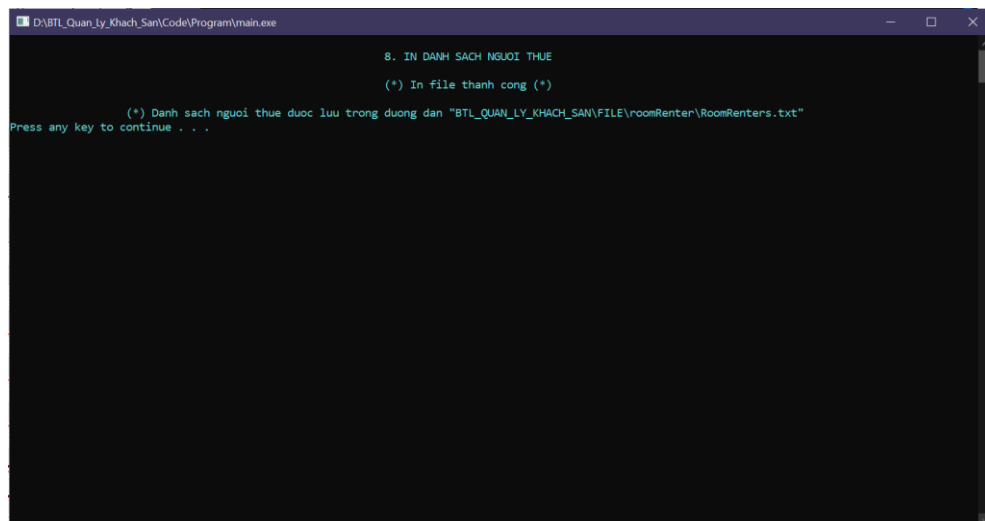 D:\BTL_Quan_Ly_Khach_San\Code\Program\main.exe
8. IN DANH SACH NGUOI THUE
(*) In file thanh cong (*)
(*) Danh sach nguoi thue duoc luu trong duong dan "BTL_QUAN_LY_KHACH_SAN\FILE\roomRenter\RoomRenters.txt"
Press any key to continue . . .